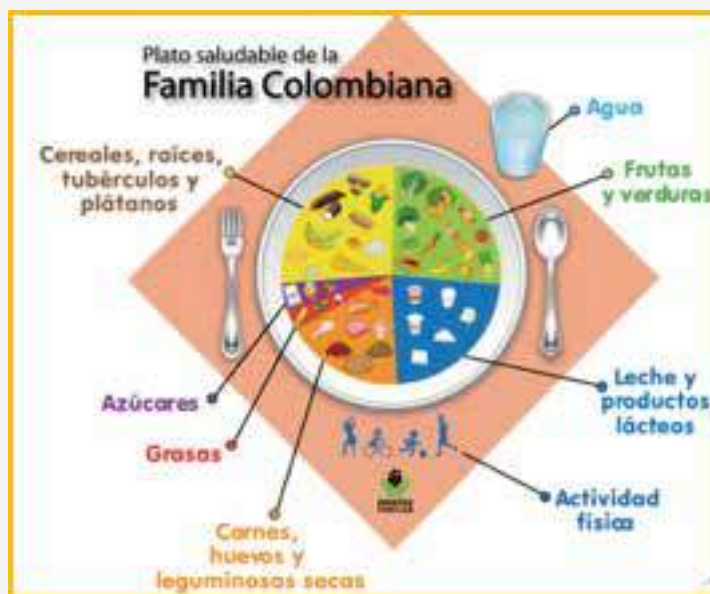 Plato saludable de la
Familia Colombiana
Agua
Cereales, raíces,
tubérculos y
plátanos
Frutas
y verduras
Azúcares
Grasas
Leche y
productos
lácteos
Actividad
física
Carnes,
huevos y
leguminosas secas